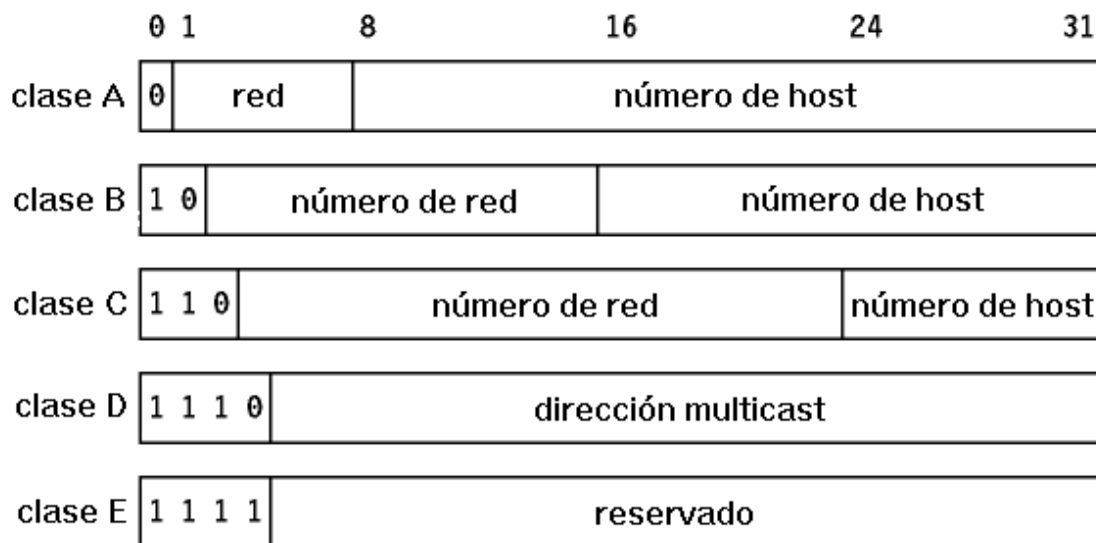 0 1 8 16 24 31
clase A 0 red número de host
clase B 1 0 número de red número de host
clase C 1 1 0 número de red número de host
clase D 1 1 1 0 dirección multicast
clase E 1 1 1 1 reservado